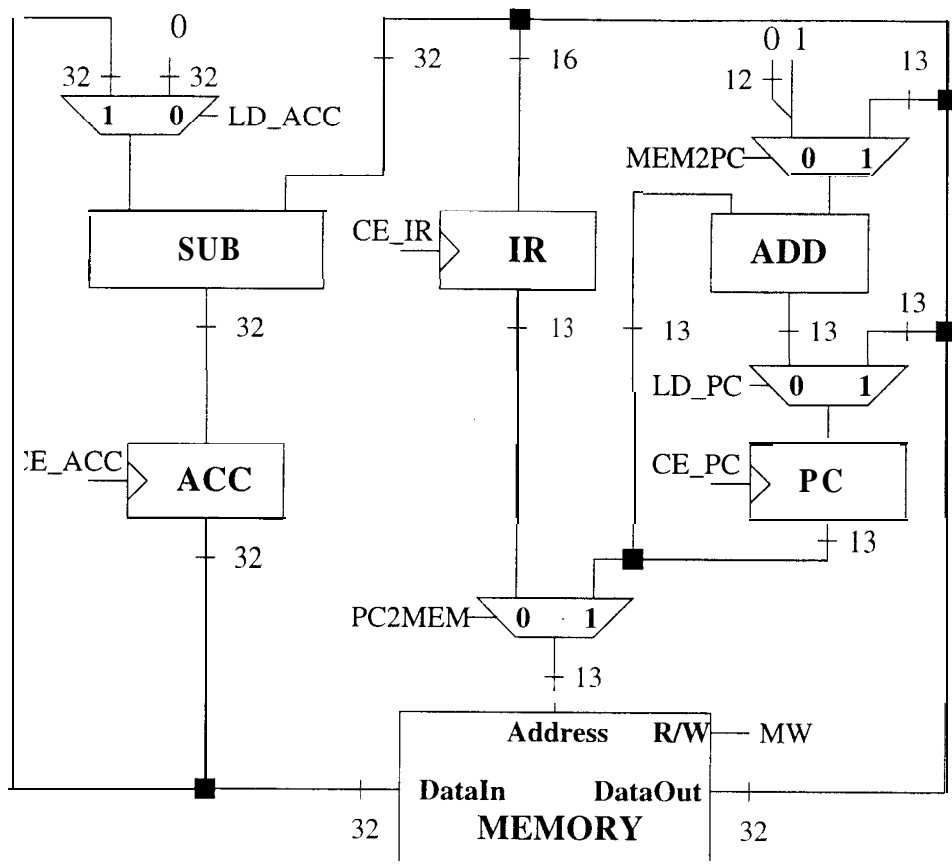 0
0 1
32 32 32 16 12 13
1 0 LD_ACC
MEM2PC 0 1
SUB CE_IR IR ADD
32 13 13 13 13
LD_PC 0 1
CE_ACC ACC CE_PC PC
32 13
PC2MEM 0 1
13
Address R/W MW
DataIn DataOut
32 MEMORY 32